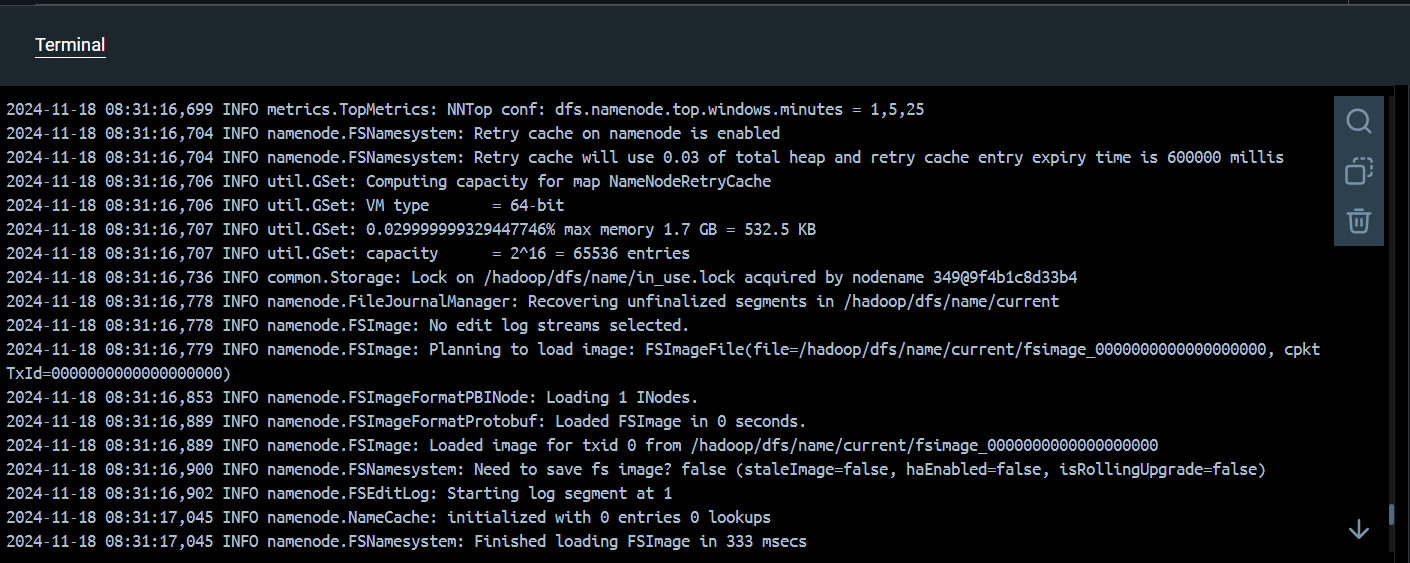 Terminal
2024-11-18 08:31:16,699 INFO metrics.TopMetrics: NNTop conf: dfs.namenode.top.windows.minutes = 1,5,25
2024-11-18 08:31:16,704 INFO namenode.FSNamesystem: Retry cache on namenode is enabled
2024-11-18 08:31:16,704 INFO namenode.FSNamesystem: Retry cache will use 0.03 of total heap and retry cache entry expiry time is 600000 millis
2024-11-18 08:31:16,706 INFO util.GSet: Computing capacity for map NameNodeRetryCache
2024-11-18 08:31:16,706 INFO util.GSet: VM type       = 64-bit
2024-11-18 08:31:16,707 INFO util.GSet: 0.029999999329447746% max memory 1.7 GB = 532.5 KB
2024-11-18 08:31:16,707 INFO util.GSet: capacity      = 2^16 = 65536 entries
2024-11-18 08:31:16,736 INFO common.Storage: Lock on /hadoop/dfs/name/in_use.lock acquired by nodename 349@9f4b1c8d33b4
2024-11-18 08:31:16,778 INFO namenode.FileJournalManager: Recovering unfinalized segments in /hadoop/dfs/name/current
2024-11-18 08:31:16,778 INFO namenode.FSImage: No edit log streams selected.
2024-11-18 08:31:16,779 INFO namenode.FSImage: Planning to load image: FSImageFile(file=/hadoop/dfs/name/current/fsimage_0000000000000000000, cpkt
TxId=0000000000000000000)
2024-11-18 08:31:16,853 INFO namenode.FSImageFormatPBINode: Loading 1 INodes.
2024-11-18 08:31:16,889 INFO namenode.FSImageFormatProtobuf: Loaded FSImage in 0 seconds.
2024-11-18 08:31:16,889 INFO namenode.FSImage: Loaded image for txid 0 from /hadoop/dfs/name/current/fsimage_0000000000000000000
2024-11-18 08:31:16,900 INFO namenode.FSNamesystem: Need to save fs image? false (staleImage=false, haEnabled=false, isRollingUpgrade=false)
2024-11-18 08:31:16,902 INFO namenode.FSEditLog: Starting log segment at 1
2024-11-18 08:31:17,045 INFO namenode.NameCache: initialized with 0 entries 0 lookups
2024-11-18 08:31:17,045 INFO namenode.FSNamesystem: Finished loading FSImage in 333 msecs